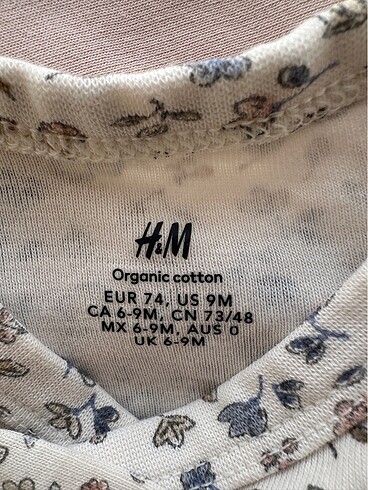 H&M
Organic cotton
EUR 74, US 9M
CA 6-9M, CN 73/48
MX 6-9M, AUS 0
UK 6-9M